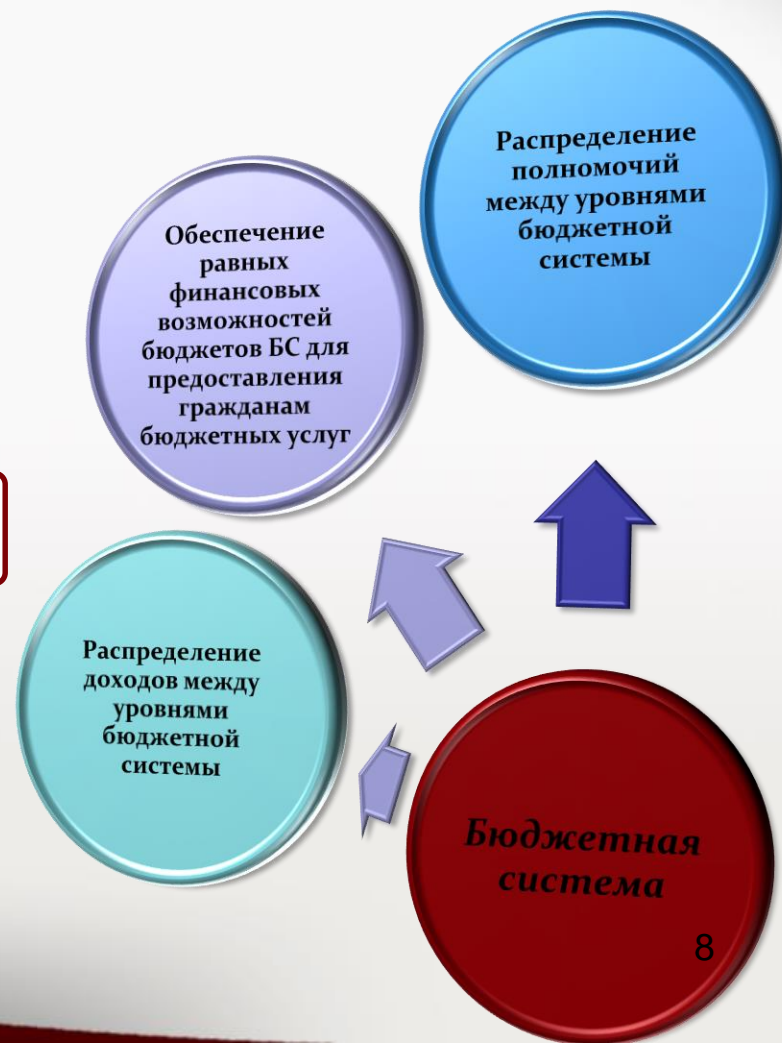 Распределение
полномочий
между уровнями
бюджетной
системы
Обеспечение
равных
финансовых
возможностей
бюджетов БС для
предоставления
гражданам
бюджетных услуг
Распределение
доходов между
уровнями
бюджетной
системы
Бюджетная
система
8